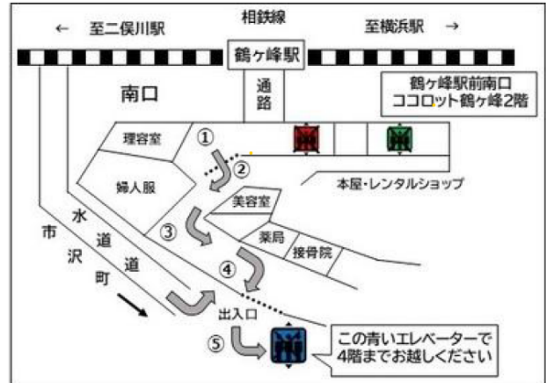 ← 至二俣川駅
相鉄線
至横浜駅 →
鶴ヶ峰駅
南口
通路
鶴ヶ峰駅前南口
ココロット鶴ヶ峰2階
理容室
①
②
本屋・レンタルショップ
婦人服
美容室
③
薬局
接骨院
水道道
市沢町
④
出入口
⑤
この青いエレベーターで
4階までお越しください